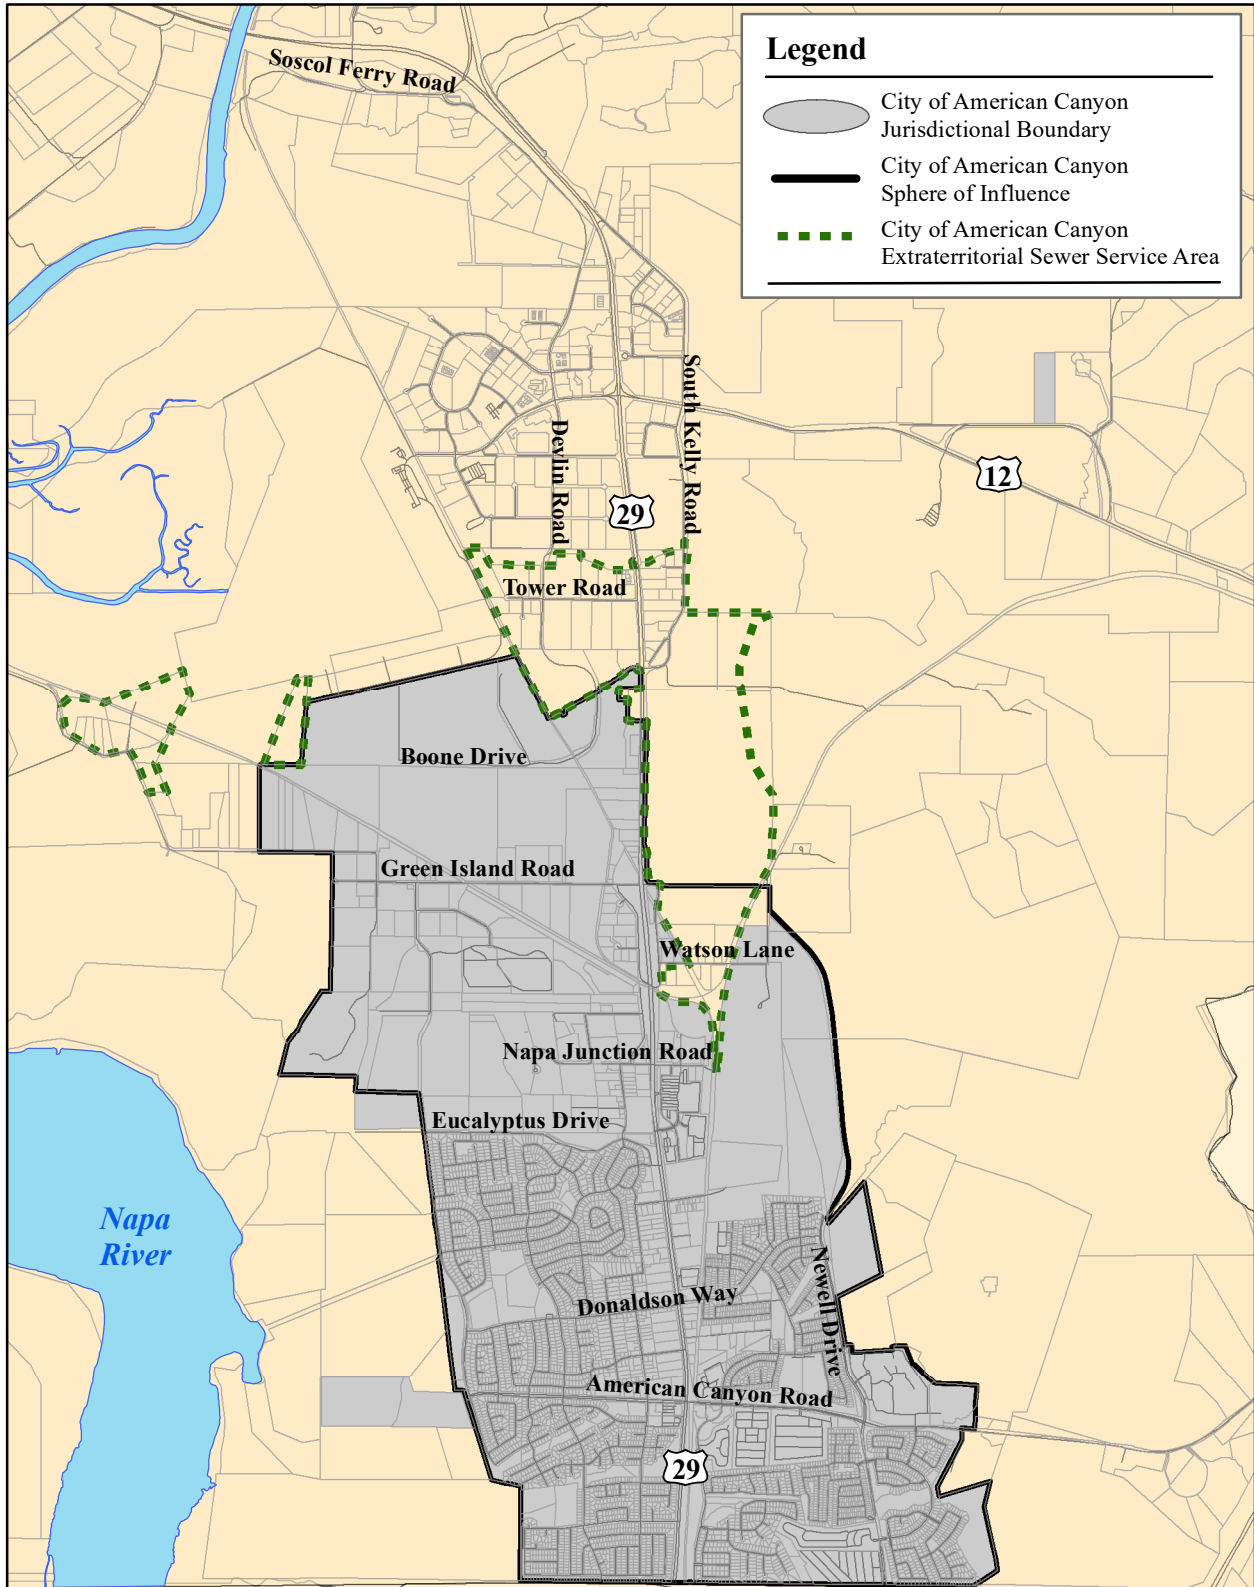 Soscol Ferry Road
Legend
City of American Canyon
Jurisdictional Boundary
City of American Canyon
Sphere of Influence
City of American Canyon
Extraterritorial Sewer Service Area
South Kelly Road
Devlin Road
12
29
Tower Road
Boone Drive
Green Island Road
Watson Lane
Napa Junction Road
Eucalyptus Drive
Napa
River
Newell Drive
Donaldson Way
American Canyon Road
29